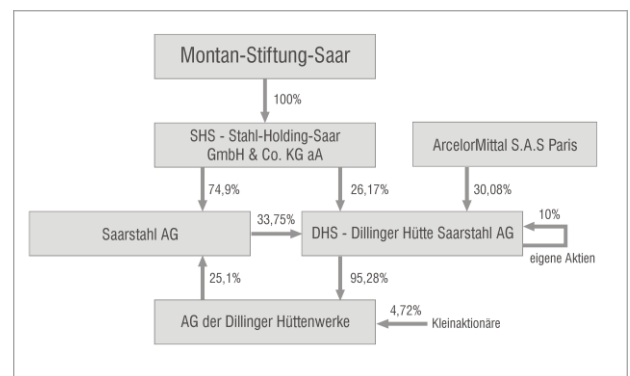 Montan-Stiftung-Saar
100%
SHS - Stahl-Holding-Saar
GmbH & Co. KG aA
ArcelorMittal S.A.S Paris
74,9%
26,17%
30,08%
Saarstahl AG
33,75%
DHS - Dillinger Hütte Saarstahl AG
10%
eigene Aktien
25,1%
95,28%
AG der Dillinger Hüttenwerke
4,72%
Kleinaktionäre